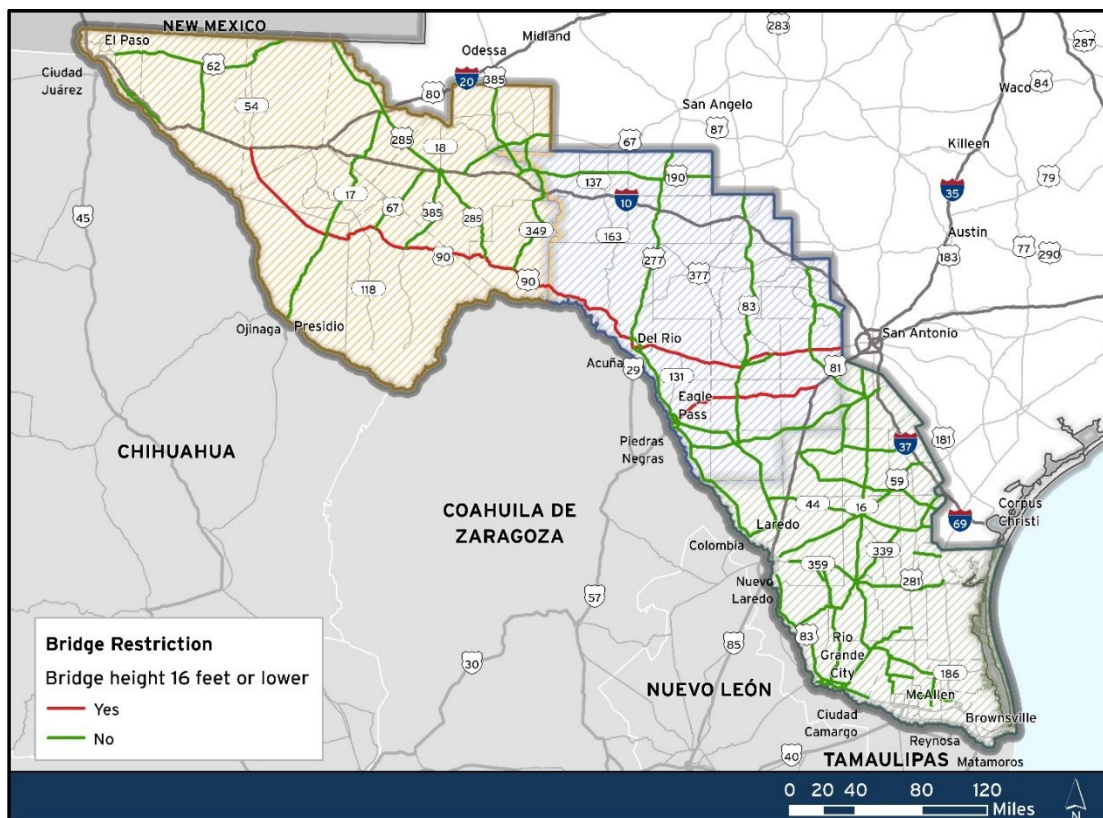 NEW MEXICO
El Paso
Ciudad
Juárez
62
54
Odessa
Midland
20
385
80
283
287
84
Waco
San Angelo
87
67
Killeen
285
18
137
190
10
35
79
17
67
385
285
349
163
Austin
183
77
290
45
90
90
277
377
118
83
Ojinaga
Presidio
Del Rio
San Antonio
Acuña
29
131
81
Eagle
Pass
CHIHUAHUA
Piedras
Negras
37
181
59
COAHUILA DE
ZARAGOZA
44
16
Corpus
Christi
69
Laredo
Colombia
339
359
281
Nuevo
Laredo
57
83
Rio
Grande
City
85
30
186
NUEVO LEÓN
McAllen
Brownsville
Ciudad
Camargo
Reynosa
TAMAULIPAS
Matamoros
40
Bridge Restriction
Bridge height 16 feet or lower
Yes
No
0 20 40 80 120
Miles
N